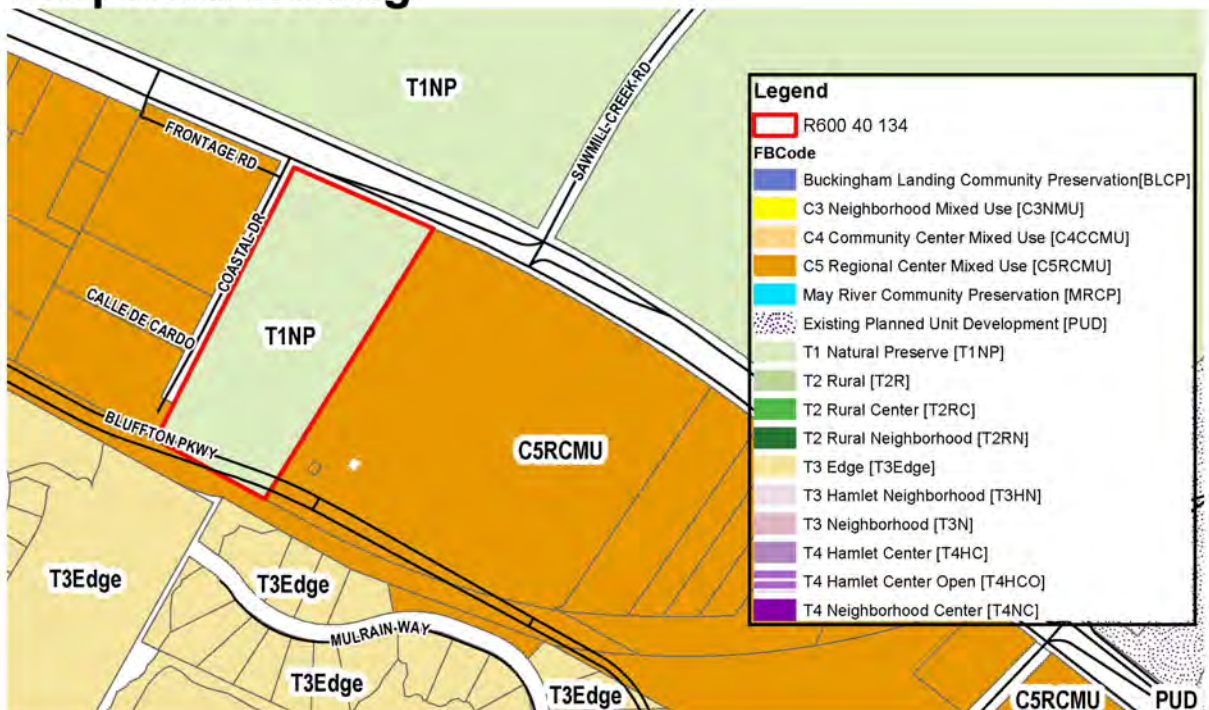 T1NP
SAWMILL-CREEK-RD
FRONTAGE RD
COASTAL-DR
CALLE DE CARDO
T1NP
BLUFFTON PKWY
C5RCMU
T3Edge
T3Edge
MULRAIN WAY
T3Edge
T3Edge
C5RCMU
PUD
Legend
R600 40 134
FBCode
Buckingham Landing Community Preservation[BLCP]
C3 Neighborhood Mixed Use [C3NMU]
C4 Community Center Mixed Use [C4CCMU]
C5 Regional Center Mixed Use [C5RCMU]
May River Community Preservation [MRCP]
Existing Planned Unit Development [PUD]
T1 Natural Preserve [T1NP]
T2 Rural [T2R]
T2 Rural Center [T2RC]
T2 Rural Neighborhood [T2RN]
T3 Edge [T3Edge]
T3 Hamlet Neighborhood [T3HN]
T3 Neighborhood [T3N]
T4 Hamlet Center [T4HC]
T4 Hamlet Center Open [T4HCO]
T4 Neighborhood Center [T4NC]